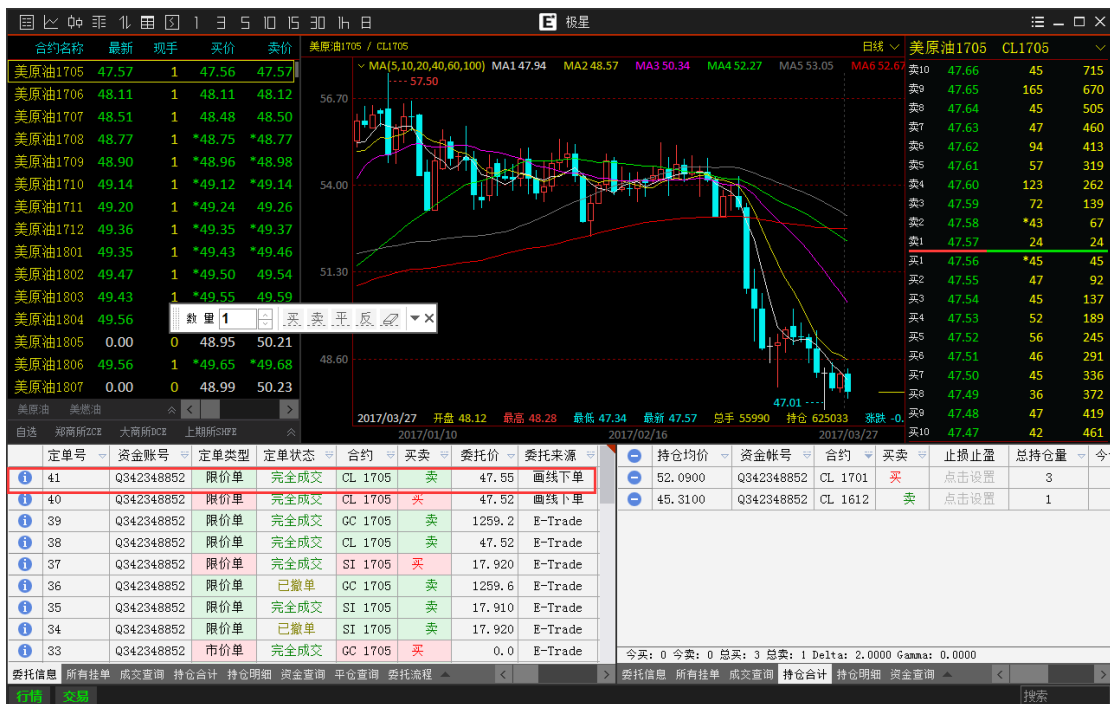 1 3 5 10 15 30 1h 日 E 极星
合约名称 最新 现手 买价 卖价
美原油1705 47.57 1 47.56 47.57
美原油1706 48.11 1 48.11 48.12
美原油1707 48.51 1 48.48 48.50
美原油1708 48.77 1 *48.75 *48.77
美原油1709 48.90 1 *48.96 *48.98
美原油1710 49.14 1 *49.12 *49.14
美原油1711 49.20 1 *49.24 49.26
美原油1712 49.36 1 *49.35 *49.37
美原油1801 49.35 1 *49.43 *49.46
美原油1802 49.47 1 *49.50 49.54
美原油1803 49.43 1 *49.55 49.59
美原油1804 49.56
美原油1805 0.00 0 48.95 50.21
美原油1806 49.56 1 *49.65 *49.68
美原油1807 0.00 0 48.99 50.23
美原油 美燃油
自选 郑商所ZCE 大商所DCE 上期所SHFE
数量 1 买 卖 平 反
美原油1705 / CL1705 日线
MA(5,10,20,40,60,100) MA1 47.94 MA2 48.57 MA3 50.34 MA4 52.27 MA5 53.05 MA6 52.67
57.50
56.70
54.00
51.30
48.60
47.01
2017/03/27 开盘 48.12 最高 48.28 最低 47.34 最新 47.57 总手 55990 持仓 625033 涨跌 -0.
2017/01/10 2017/02/16 2017/03/27
美原油1705 CL1705
卖10 47.66 45 715
卖9 47.65 165 670
卖8 47.64 45 505
卖7 47.63 47 460
卖6 47.62 94 413
卖5 47.61 57 319
卖4 47.60 123 262
卖3 47.59 72 139
卖2 47.58 *43 67
卖1 47.57 24 24
买1 47.56 *45 45
买2 47.55 47 92
买3 47.54 45 137
买4 47.53 52 189
买5 47.52 56 245
买6 47.51 46 291
买7 47.50 45 336
买8 47.49 36 372
买9 47.48 47 419
买10 47.47 42 461
定单号 资金账号 定单类型 定单状态 合约 买卖 委托价 委托来源
41 Q342348852 限价单 完全成交 CL 1705 卖 47.55 画线下单
40 Q342348852 限价单 完全成交 CL 1705 买 47.52 画线下单
39 Q342348852 限价单 完全成交 GC 1705 卖 1259.2 E-Trade
38 Q342348852 限价单 完全成交 CL 1705 卖 47.52 E-Trade
37 Q342348852 限价单 完全成交 SI 1705 买 17.920 E-Trade
36 Q342348852 限价单 已撤单 GC 1705 卖 1259.6 E-Trade
35 Q342348852 限价单 完全成交 SI 1705 卖 17.910 E-Trade
34 Q342348852 限价单 已撤单 SI 1705 卖 17.920 E-Trade
33 Q342348852 市价单 完全成交 GC 1705 买 0.0 E-Trade
委托信息 所有挂单 成交查询 持仓合计 持仓明细 资金查询 平仓查询 委托流程
持仓均价 资金帐号 合约 买卖 止损止盈 总持仓量 今
52.0900 Q342348852 CL 1701 买 点击设置 3
45.3100 Q342348852 CL 1612 卖 点击设置 1
今买: 0 今卖: 0 总买: 3 总卖: 1 Delta: 2.0000 Gamma: 0.0000
委托信息 所有挂单 成交查询 持仓合计 持仓明细 资金查询
行情 交易 搜索